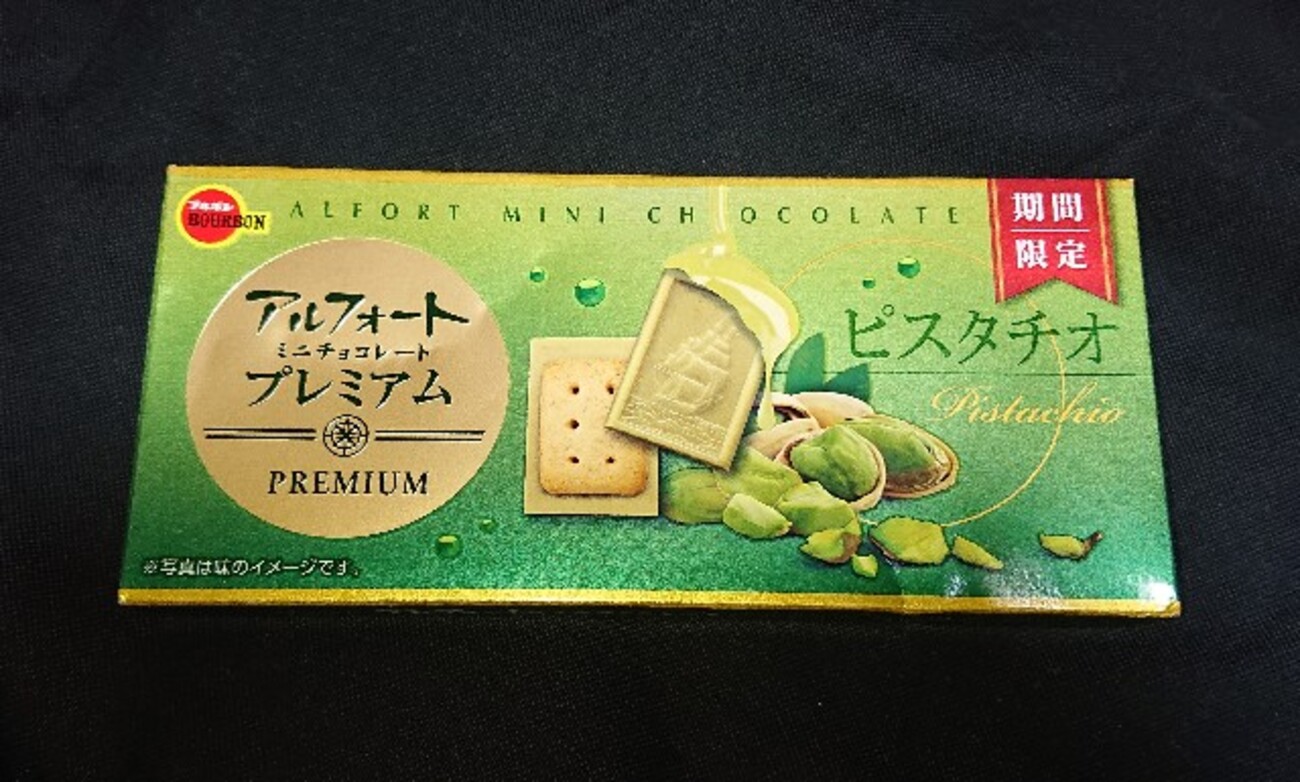 ブルボン
BOURBON
ALFORT MINI CHOCOLATE
期間
限定
アルフォート
ミニチョコレート
プレミアム
PREMIUM
ピスタチオ
Pistachio
※写真は味のイメージです。